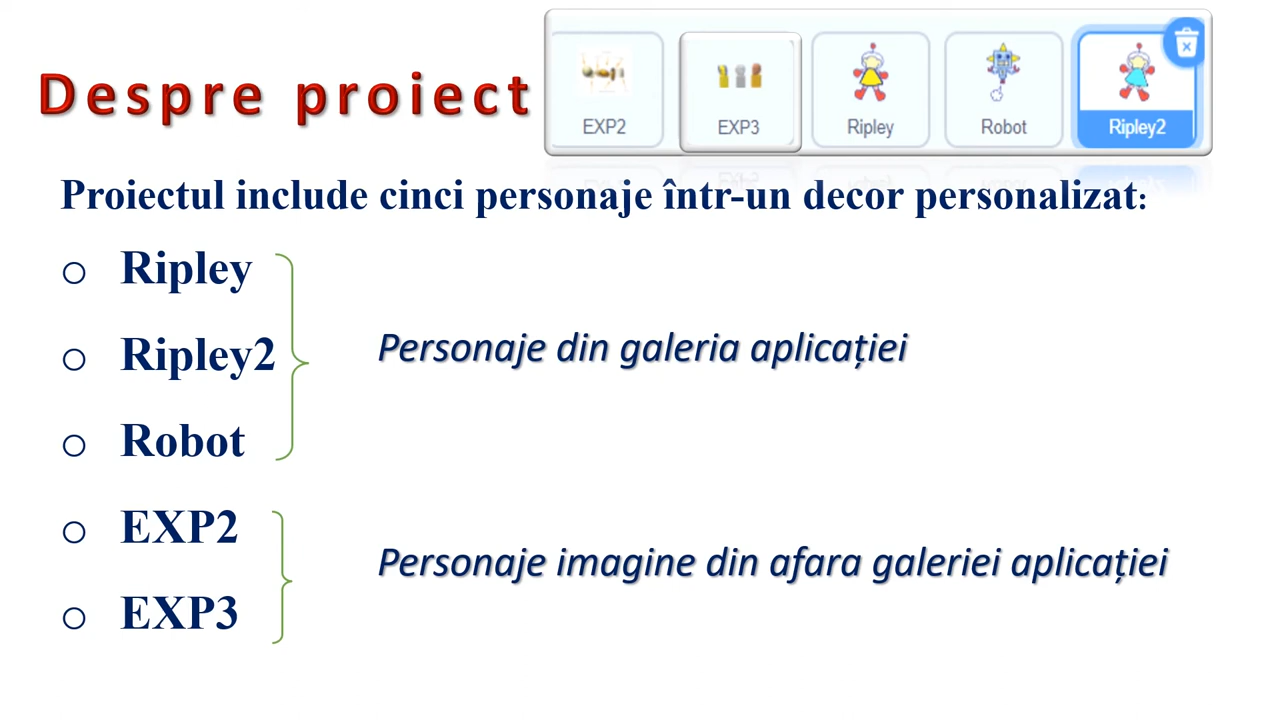 Despre proiect
EXP2
EXP3
Ripley
Robot
Ripley2
Proiectul include cinci personaje într-un decor personalizat:
o Ripley
o Ripley2
Personaje din galeria aplicației
o Robot
o EXP2
Personaje imagine din afara galeriei aplicației
o EXP3